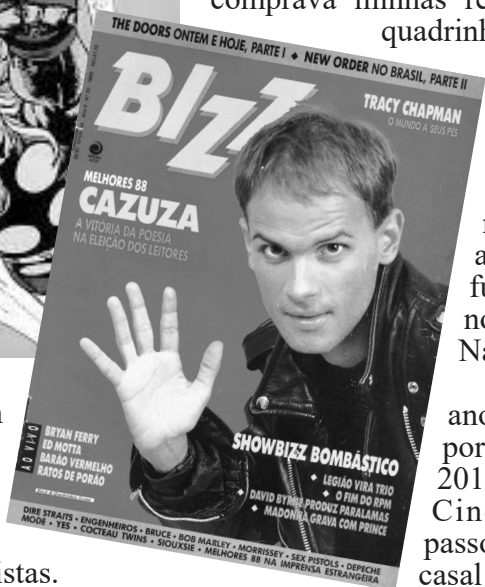 comprava minhas
quadrinh
THE DOORS ONTEM E HOJE, PARTE I ◆ NEW ORDER NO BRASIL, PARTE II
BIZZ
TRACY CHAPMAN
O MUNDO A SEUS PÉS
MELHORES 88
CAZUZA
A VITÓRIA DA POESIA
NA ELEIÇÃO DOS LEITORES
AO VIVO
BRYAN FERRY
ED MOTTA
BARÃO VERMELHO
RATOS DE PORÃO
SHOWBIZZ BOMBÁSTICO
◆ LEGIÃO VIRA TRIO
◆ O FIM DO RPM
◆ DAVID BYRNE PRODUZ PARALAMAS
◆ MADONNA GRAVA COM PRINCE
DIRE STRAITS • ENGENHEIROS • BRUCE • BOB MARLEY • MORRISSEY • SEX PISTOLS • DEPECHE
MODE • YES • COCTEAU TWINS • SIOUXSIE • MELHORES 88 NA IMPRENSA ESTRANGEIRA
a
fu
no
Na
ano
por
201
Cine
passo
casal
istas.